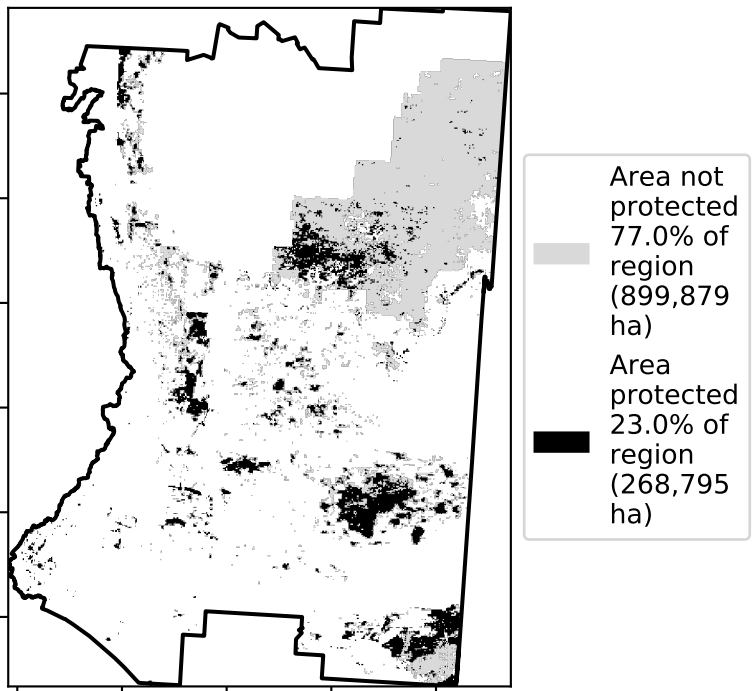 Area not
protected
77.0% of
region
(899,879
ha)
Area
protected
23.0% of
region
(268,795
ha)